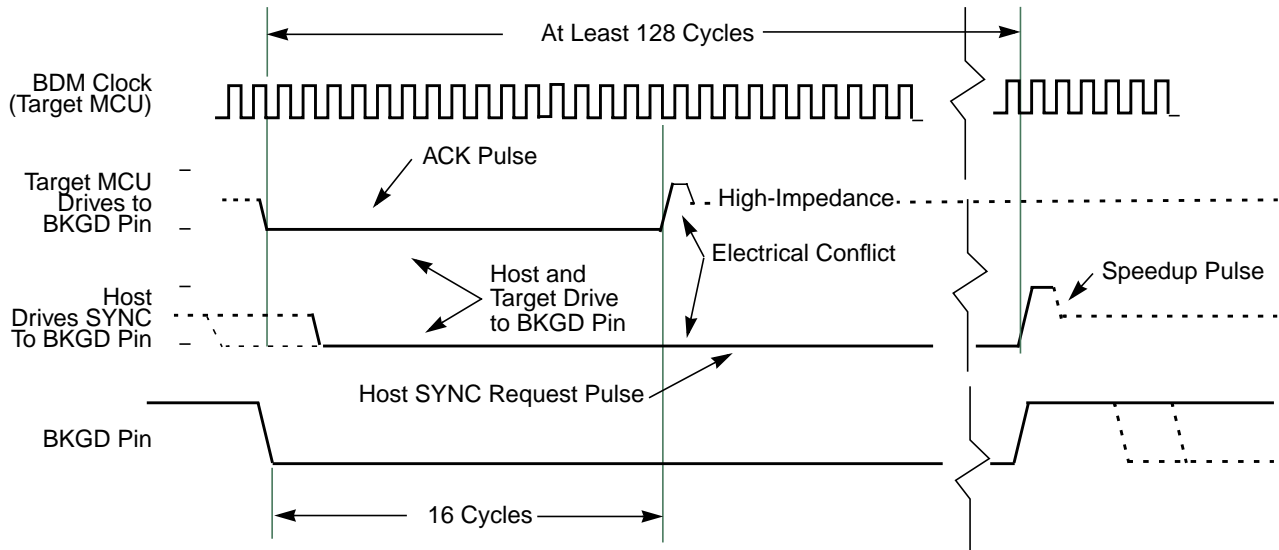 At Least 128 Cycles
BDM Clock
(Target MCU)
ACK Pulse
Target MCU
Drives to
BKGD Pin
High-Impedance
Electrical Conflict
Speedup Pulse
Host and
Target Drive
to BKGD Pin
Host
Drives SYNC
To BKGD Pin
Host SYNC Request Pulse
BKGD Pin
16 Cycles